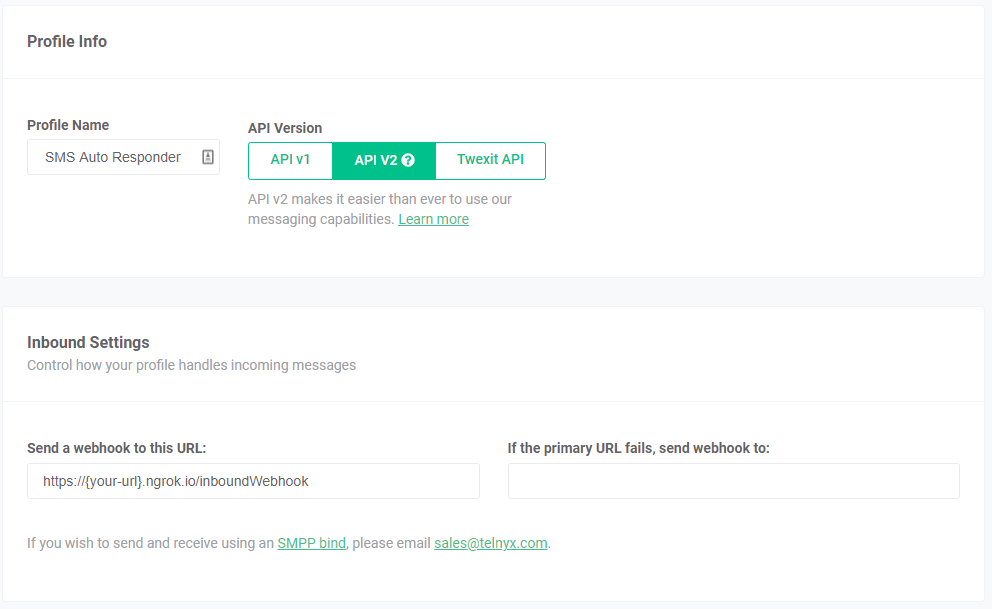 Profile Info
Profile Name
SMS Auto Responder
API Version
API v1
API V2 ?
Twexit API
API v2 makes it easier than ever to use our
messaging capabilities. Learn more
Inbound Settings
Control how your profile handles incoming messages
Send a webhook to this URL:
https://{your-url}.ngrok.io/inboundWebhook
If the primary URL fails, send webhook to:
If you wish to send and receive using an SMPP bind, please email sales@telnyx.com.